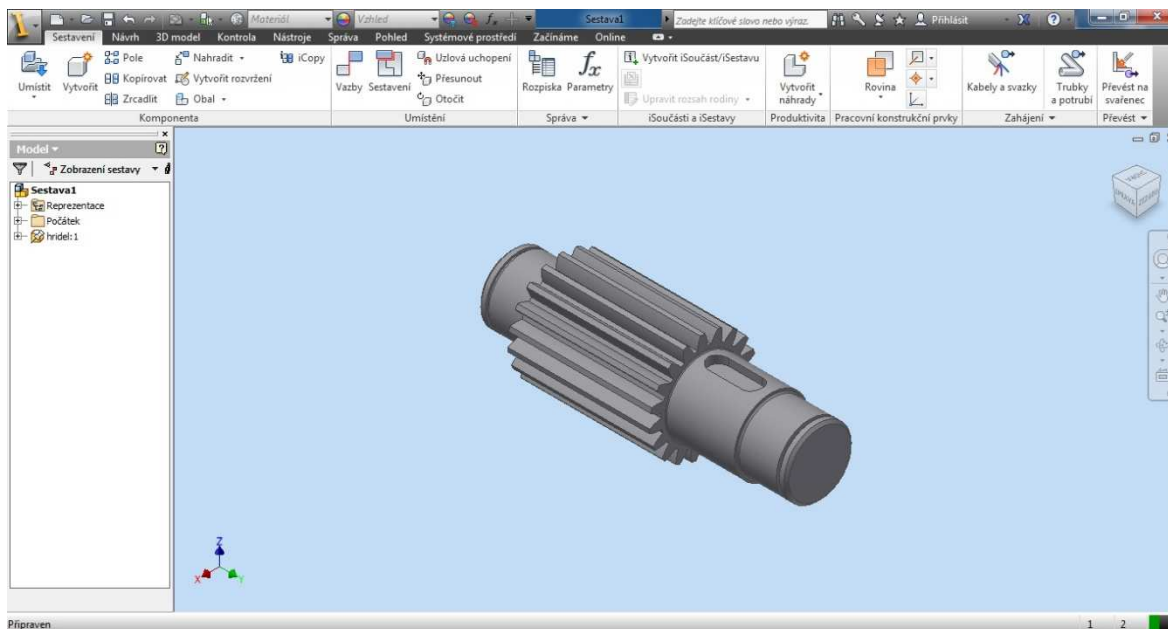 Materiál Vzhled fx Sestava1 Zadejte klíčové slovo nebo výraz. Přihlásit
Sestavení Návrh 3D model Kontrola Nástroje Správa Pohled Systémové prostředí Začínáme Online
Umístit Vytvořit
Pole Nahradit iCopy
Kopírovat Vytvořit rozvržení
Zrcadlit Obal
Vazby Sestavení
Uzlová uchopení
Přesunout
Otočit
Rozpiska Parametry
Vytvořit iSoučást/iSestavu
Upravit rozsah rodiny
Vytvořit
náhrady
Rovina
Kabely a svazky
Trubky
a potrubí
Převést na
svařenec
Komponenta Umístění Správa iSoučásti a iSestavy Produktivita Pracovní konstrukční prvky Zahájení Převést
Model
Zobrazení sestavy
Sestava1
Reprezentace
Počátek
hridel:1
Z
X Y
Připraven 1 2